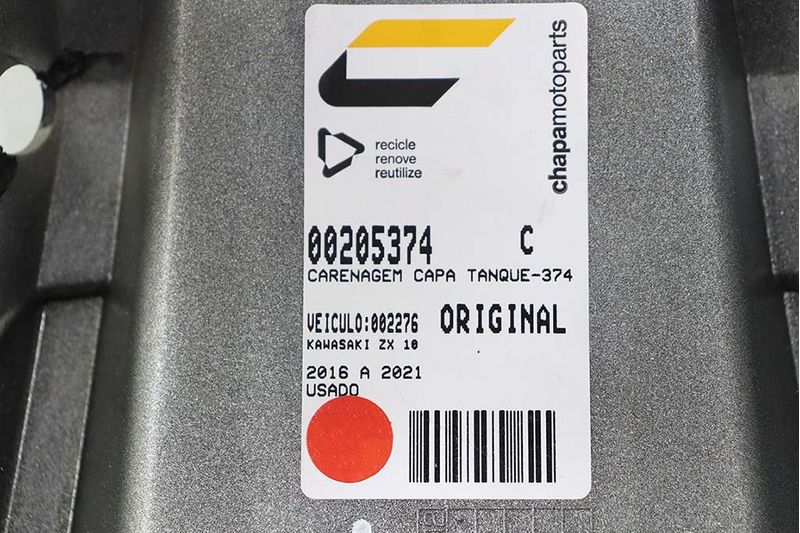 chapamotoparts
recicle
renove
reutilize
00205374 C
CARENAGEM CAPA TANQUE-374
VEICULO:002276 ORIGINAL
KAWASAKI ZX 10
2016 A 2021
USADO